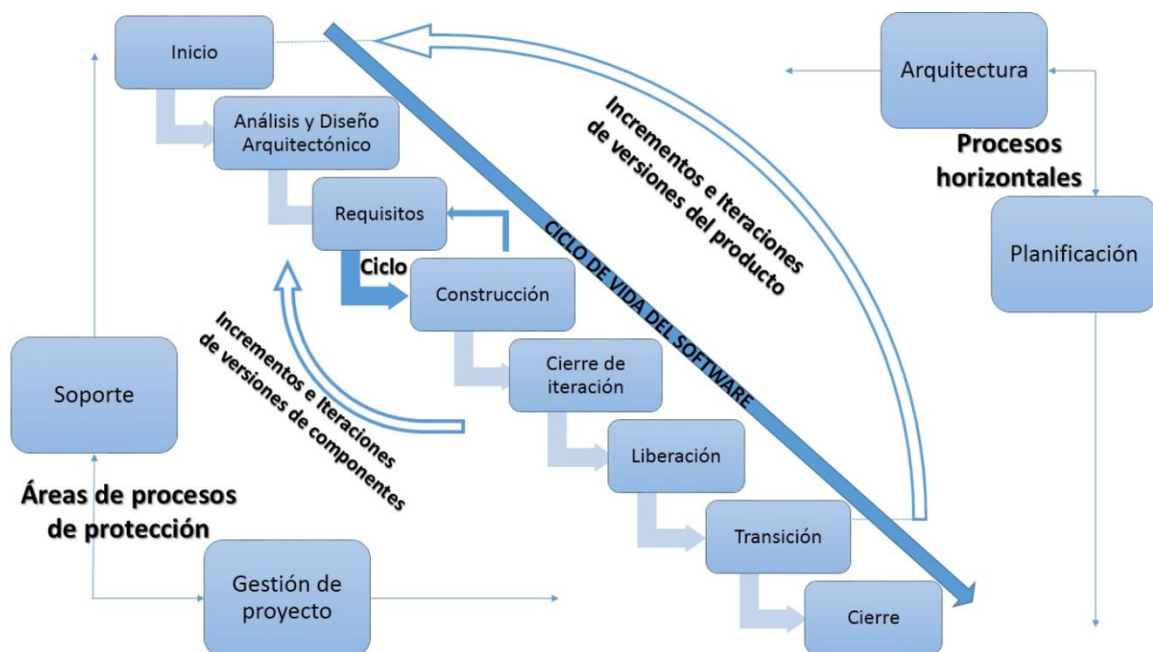 Inicio
Análisis y Diseño
Arquitectónico
Requisitos
Ciclo
Construcción
Cierre de
iteración
Liberación
Transición
Cierre
CICLO DE VIDA DEL SOFTWARE
Incrementos e Iteraciones
de versiones del producto
Incrementos e Iteraciones
de versiones de componentes
Arquitectura
Procesos
horizontales
Planificación
Soporte
Áreas de procesos
de protección
Gestión de
proyecto